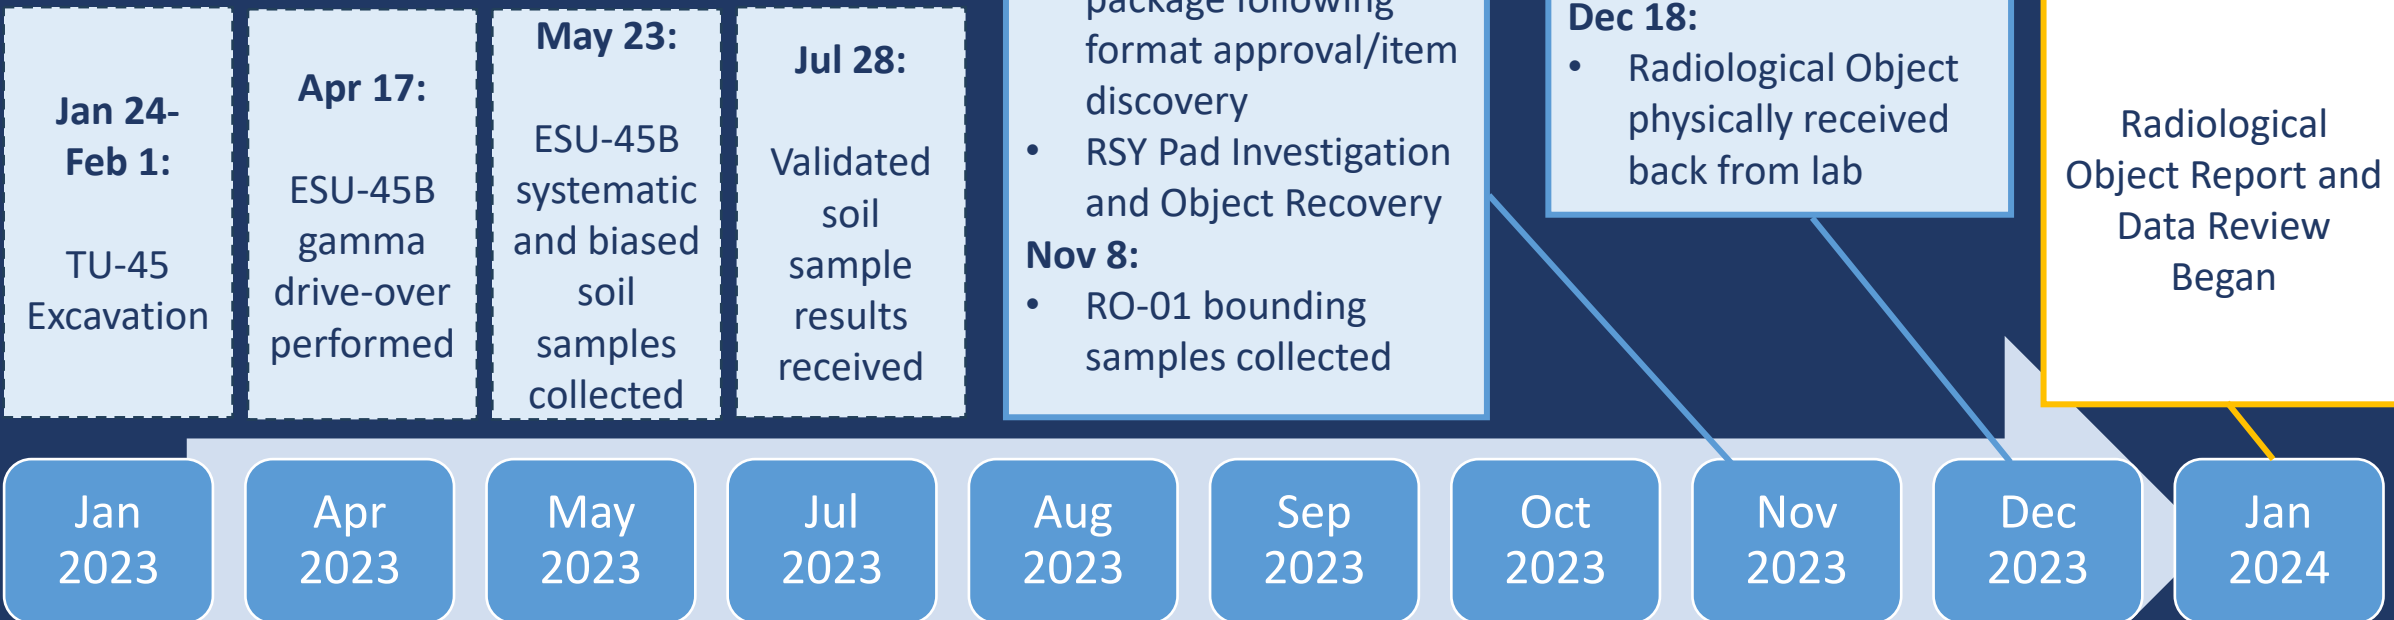 Jan 24-
Feb 1:
TU-45
Excavation
Apr 17:
ESU-45B
gamma
drive-over
performed
May 23:
ESU-45B
systematic
and biased
soil
samples
collected
Jul 28:
Validated
soil
sample
results
received
package following
format approval/item
discovery
• RSY Pad Investigation
and Object Recovery
Nov 8:
• RO-01 bounding
samples collected
Dec 18:
• Radiological Object
physically received
back from lab
Radiological
Object Report and
Data Review
Began
Jan
2023
Apr
2023
May
2023
Jul
2023
Aug
2023
Sep
2023
Oct
2023
Nov
2023
Dec
2023
Jan
2024